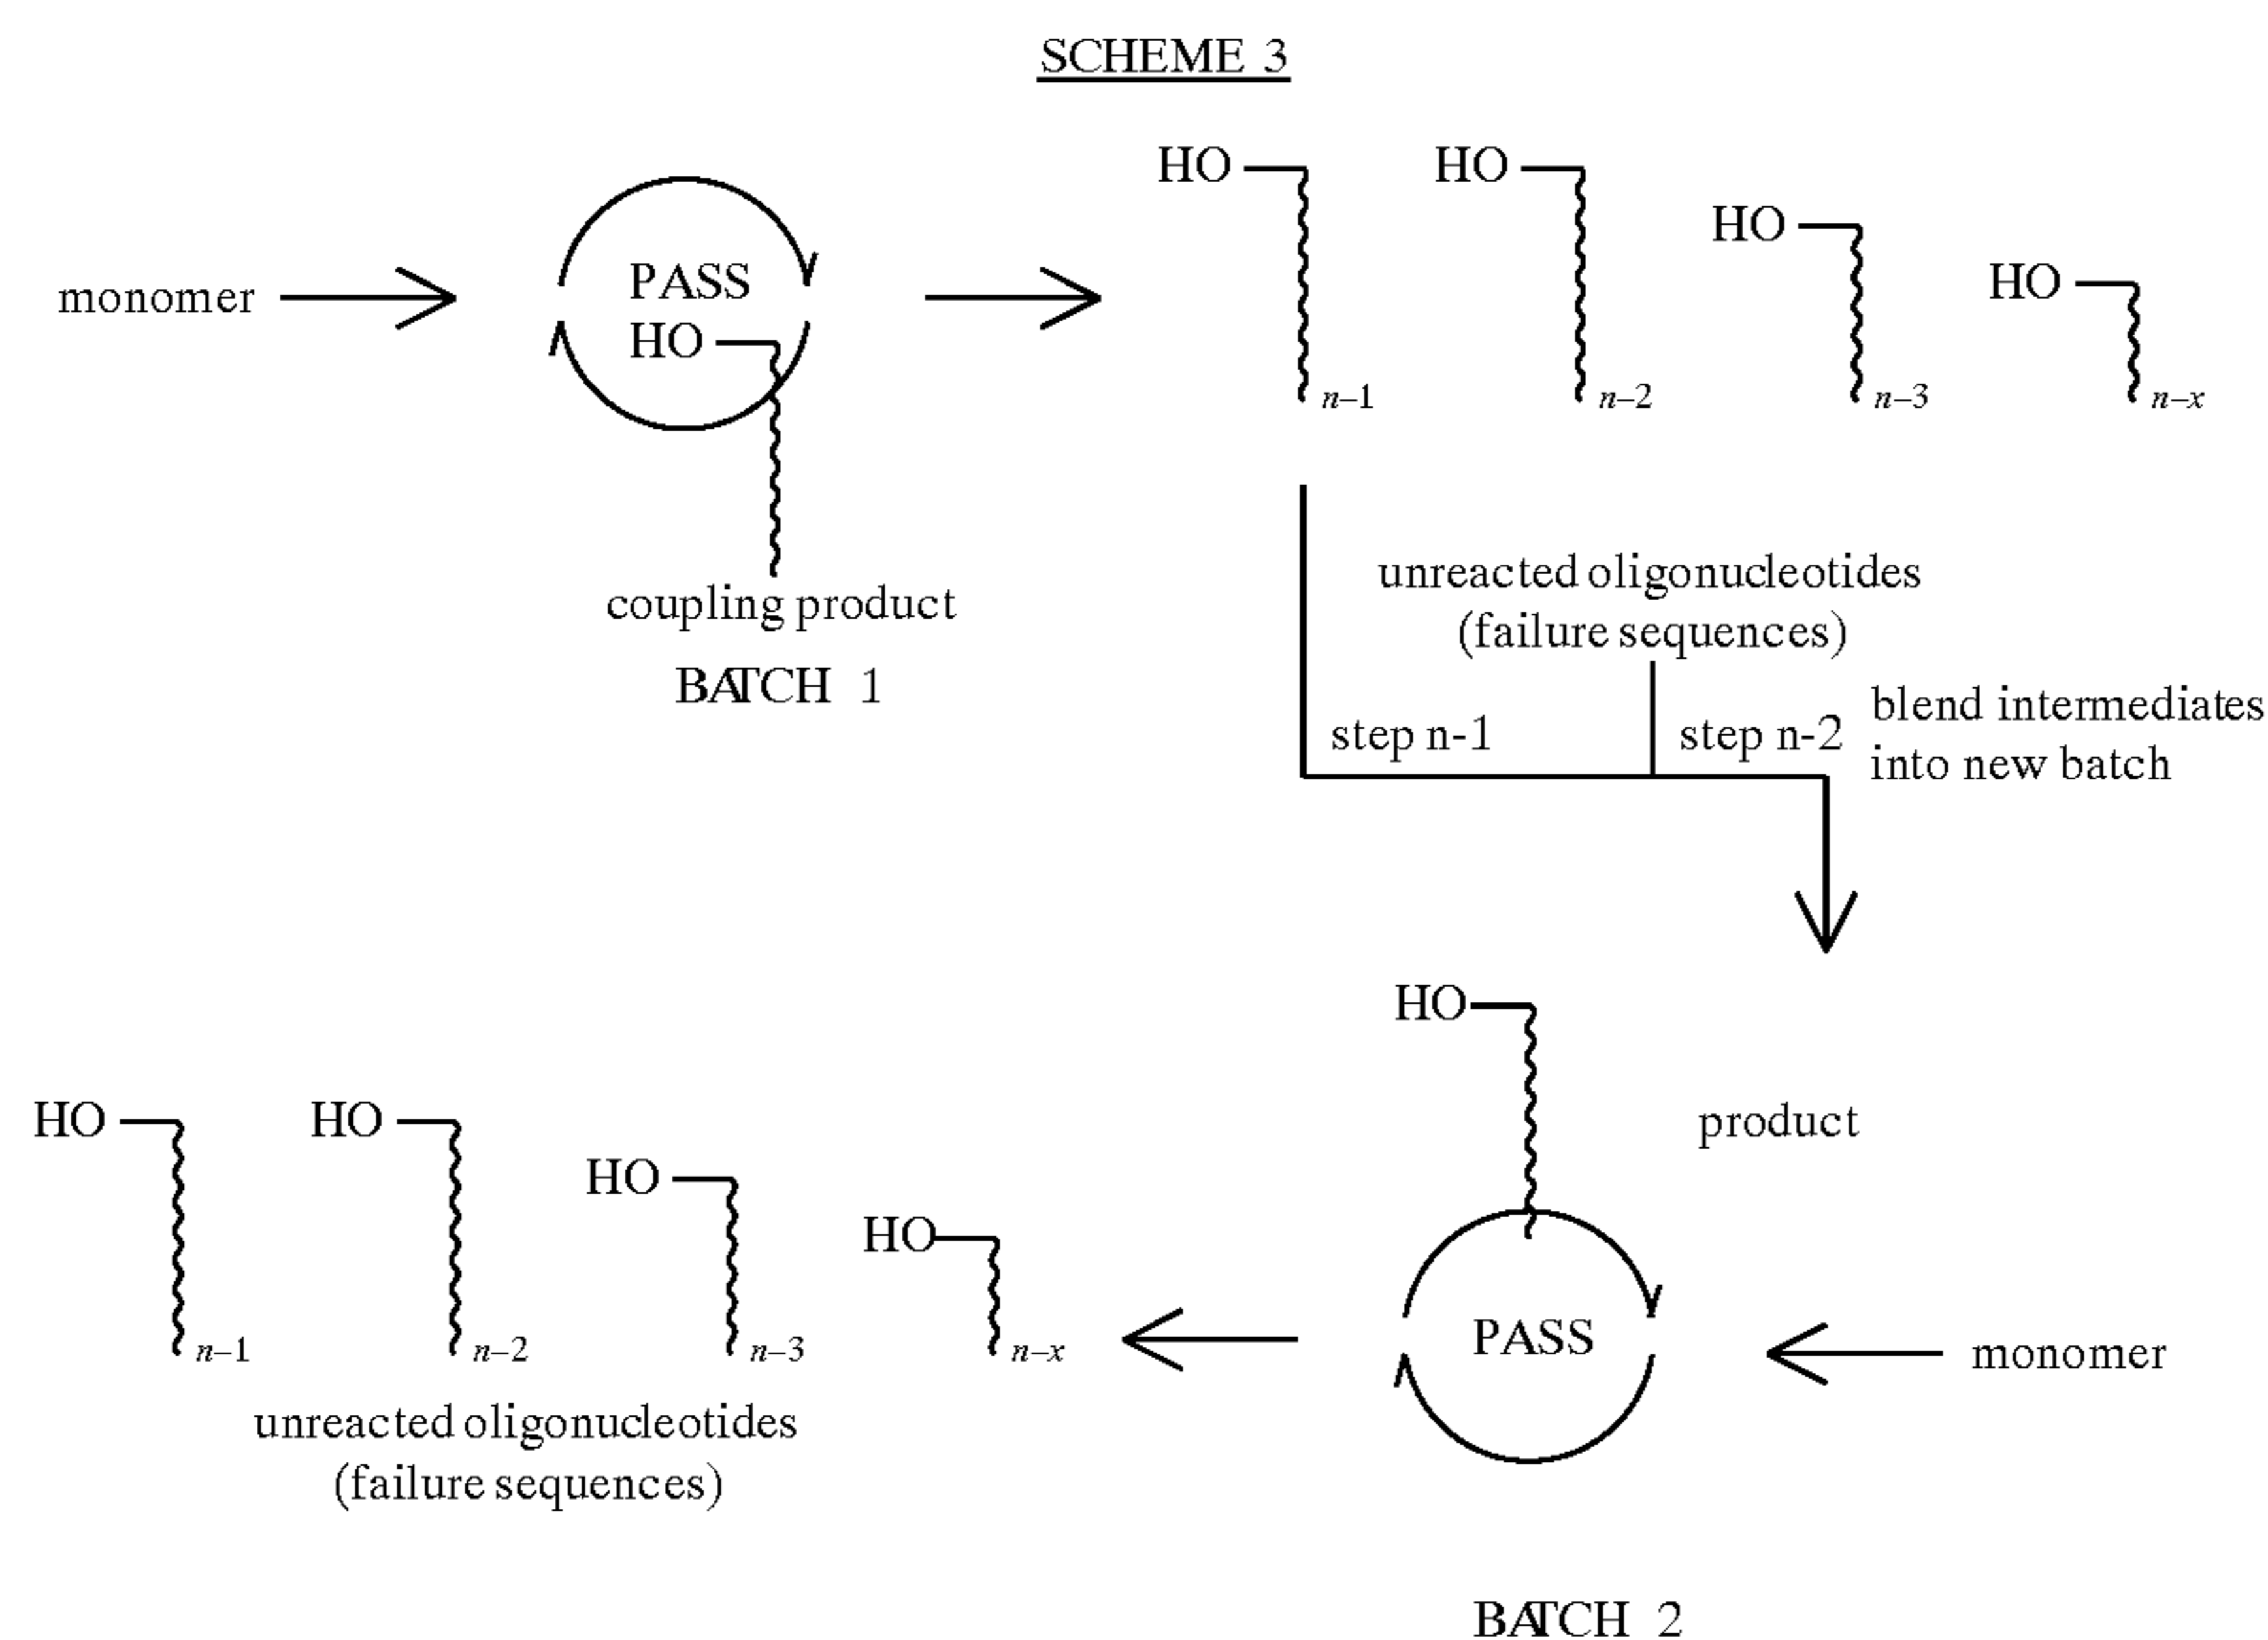 SCHEME 3
monomer
PASS
HO
coupling product
BATCH 1
HO
n–1
HO
n–2
HO
n–3
HO
n–x
unreacted oligonucleotides
(failure sequences)
step n-1
step n-2
blend intermediates
into new batch
HO
product
PASS
monomer
BATCH 2
HO
n–1
HO
n–2
HO
n–3
HO
n–x
unreacted oligonucleotides
(failure sequences)